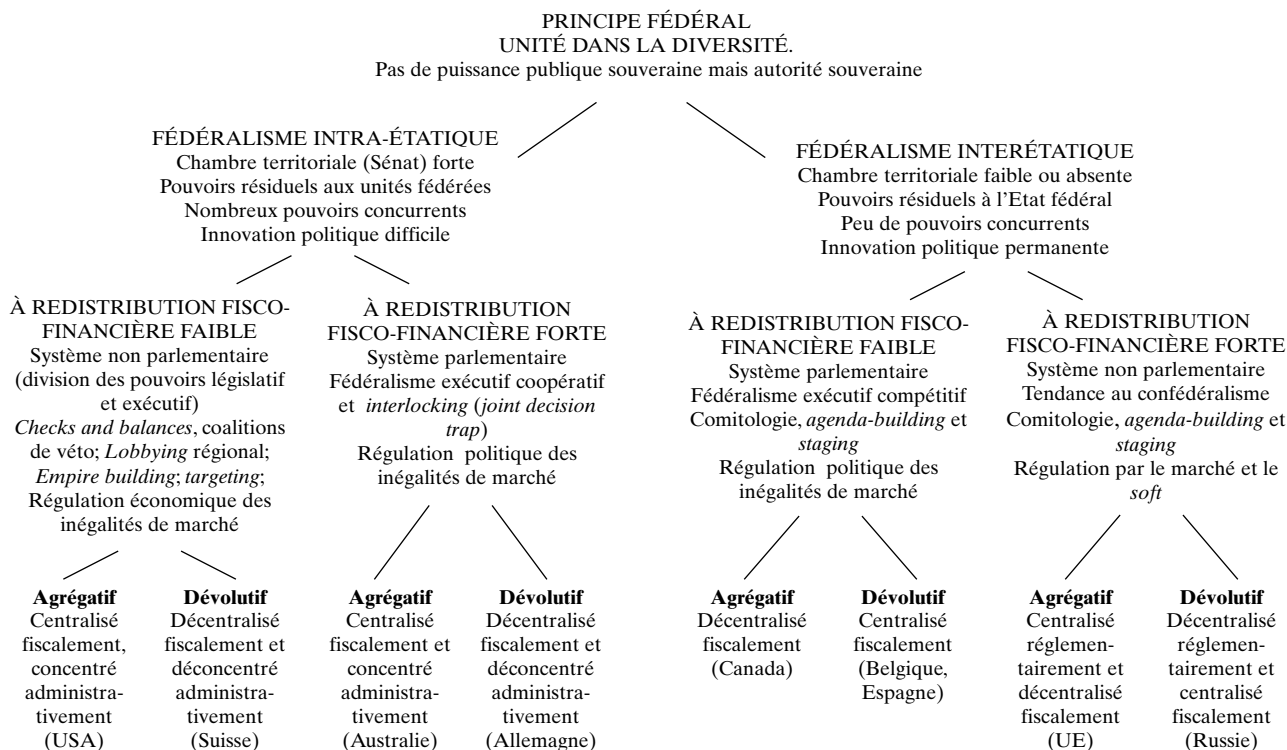 PRINCIPE FÉDÉRAL
UNITÉ DANS LA DIVERSITÉ.
Pas de puissance publique souveraine mais autorité souveraine
FÉDÉRALISME INTRA-ÉTATIQUE
Chambre territoriale (Sénat) forte
Pouvoirs résiduels aux unités fédérées
Nombreux pouvoirs concurrents
Innovation politique difficile
FÉDÉRALISME INTERÉTATIQUE
Chambre territoriale faible ou absente
Pouvoirs résiduels à l'Etat fédéral
Peu de pouvoirs concurrents
Innovation politique permanente
À REDISTRIBUTION FISCO-
FINANCIÈRE FAIBLE
Système non parlementaire
(division des pouvoirs législatif
et exécutif)
Checks and balances, coalitions
de véto; Lobbying régional;
Empire building; targeting;
Régulation économique des
inégalités de marché
À REDISTRIBUTION
FISCO-FINANCIÈRE FORTE
Système parlementaire
Fédéralisme exécutif coopératif
et interlocking (joint decision
trap)
Régulation politique des
inégalités de marché
À REDISTRIBUTION FISCO-
FINANCIÈRE FAIBLE
Système parlementaire
Fédéralisme exécutif compétitif
Comitologie, agenda-building et
staging
Régulation politique des
inégalités de marché
À REDISTRIBUTION
FISCO-FINANCIÈRE FORTE
Système non parlementaire
Tendance au confédéralisme
Comitologie, agenda-building et
staging
Régulation par le marché et le
soft
Agrégatif
Centralisé
fiscalement,
concentré
administra-
tivement
(USA)
Dévolutif
Décentralisé
fiscalement et
déconcentré
administra-
tivement
(Suisse)
Agrégatif
Centralisé
fiscalement et
concentré
administra-
tivement
(Australie)
Dévolutif
Décentralisé
fiscalement et
déconcentré
administra-
tivement
(Allemagne)
Agrégatif
Décentralisé
fiscalement
(Canada)
Dévolutif
Centralisé
fiscalement
(Belgique,
Espagne)
Agrégatif
Centralisé
réglemen-
tairement et
décentralisé
fiscalement
(UE)
Dévolutif
Décentralisé
réglemen-
tairement et
centralisé
fiscalement
(Russie)